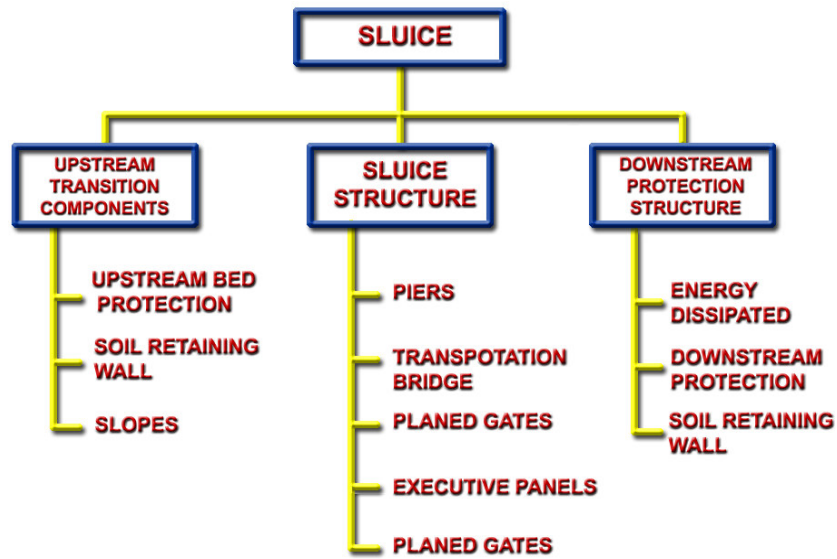 SLUICE
UPSTREAM
TRANSITION
COMPONENTS
SLUICE
STRUCTURE
DOWNSTREAM
PROTECTION
STRUCTURE
UPSTREAM BED
PROTECTION
SOIL RETAINING
WALL
SLOPES
PIERS
TRANSPOTATION
BRIDGE
PLANED GATES
EXECUTIVE PANELS
PLANED GATES
ENERGY
DISSIPATED
DOWNSTREAM
PROTECTION
SOIL RETAINING
WALL